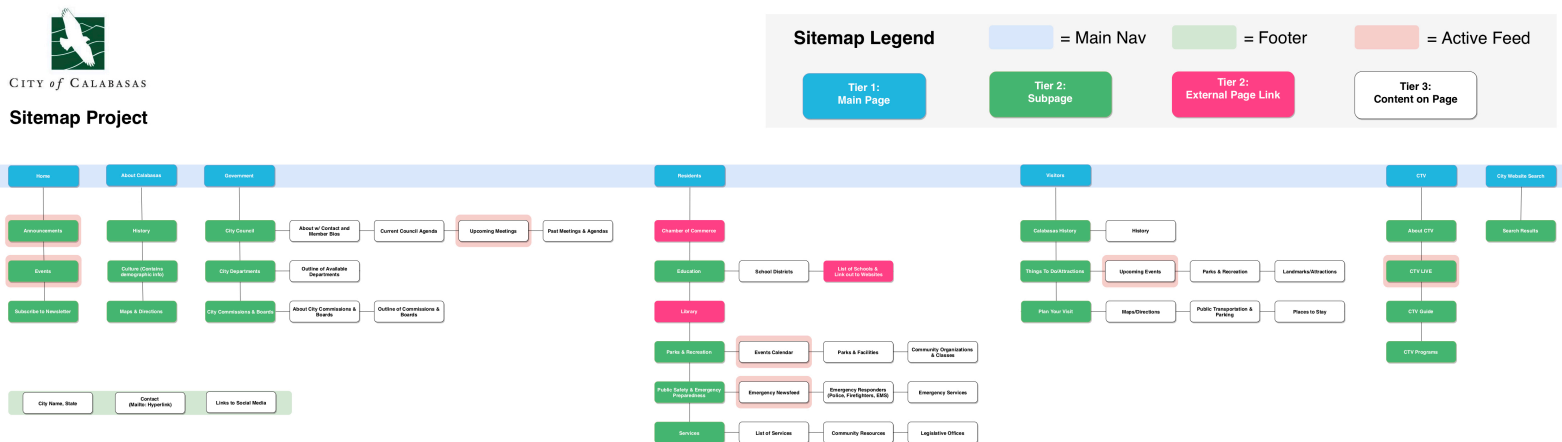 CITY of CALABASAS
Sitemap Project
Sitemap Legend
= Main Nav
= Footer
= Active Feed
Tier 1:
Main Page
Tier 2:
Subpage
Tier 2:
External Page Link
Tier 3:
Content on Page
Home
About Calabasas
Government
Residents
Visitors
CTV
City Website Search
Announcements
History
City Council
About w/ Contact and
Member Bios
Current Council Agenda
Upcoming Meetings
Past Meetings & Agendas
Chamber of Commerce
Calabasas History
History
About CTV
Search Results
Events
Culture (Contains
demographic info)
City Departments
Outline of Available
Departments
Education
School Districts
List of Schools &
Link out to Websites
Things To Do/Attractions
Upcoming Events
Parks & Recreation
Landmarks/Attractions
CTV LIVE
Subscribe to Newsletter
Maps & Directions
City Commissions & Boards
About City Commissions &
Boards
Outline of Commissions &
Boards
Library
Plan Your Visit
Maps/Directions
Public Transportation &
Parking
Places to Stay
CTV Guide
Parks & Recreation
Events Calendar
Parks & Facilities
Community Organizations
& Classes
CTV Programs
City Name, State
Contact
(Mailto: Hyperlink)
Links to Social Media
Public Safety & Emergency
Preparedness
Emergency Newsfeed
Emergency Responders
(Police, Firefighters, EMS)
Emergency Services
Services
List of Services
Community Resources
Legislative Offices